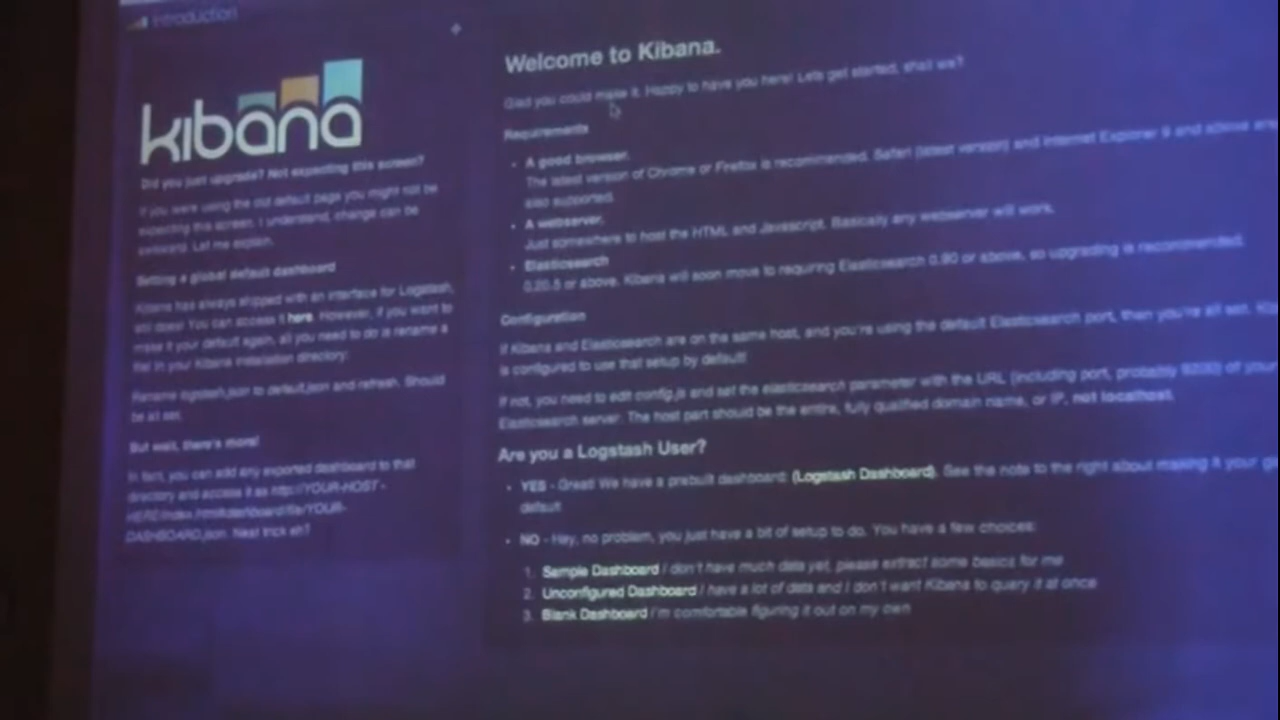 Introduction
kibana
Did you just upgrade? Not expecting this screen?
If you were using the old default page you might not be
expecting this screen. I understand, change can be
awkward. Let me explain.
Setting a global default dashboard
Kibana has always shipped with an interface for Logstash,
still does! You can access it here. However, if you want to
make it your default again, all you need to do is rename a
file in your Kibana installation directory:
Rename logstash.json to default.json and refresh. Should
be all set.
But wait, there's more!
In fact, you can add any exported dashboard to that
directory and access it as http://YOUR-HOST -
HERE/index.html#dashboard/file/YOUR-
DASHBOARD.json. Neat trick eh?
Welcome to Kibana.
Glad you could make it. Happy to have you here! Lets get started, shall we?
Requirements
• A good browser.
The latest version of Chrome or Firefox is recommended. Safari (latest version) and Internet Explorer 9 and above are
also supported.
• A webserver.
Just somewhere to host the HTML and Javascript. Basically any webserver will work.
• Elasticsearch
0.20.5 or above. Kibana will soon move to requiring Elasticsearch 0.90 or above, so upgrading is recommended.
Configuration
If Kibana and Elasticsearch are on the same host, and you're using the default Elasticsearch port, then you're all set.
is configured to use that setup by default!
If not, you need to edit config.js and set the elasticsearch parameter with the URL (including port, probably 9200) of your
Elasticsearch server. The host part should be the entire, fully qualified domain name, or IP, not localhost.
Are you a Logstash User?
• YES - Great! We have a prebuilt dashboard: (Logstash Dashboard). See the note to the right about making it your
default
• NO - Hey, no problem, you just have a bit of setup to do. You have a few choices:
1. Sample Dashboard I don't have much data yet, please extract some basics for me
2. Unconfigured Dashboard I have a lot of data and I don't want Kibana to query it at once
3. Blank Dashboard I'm comfortable figuring it out on my own